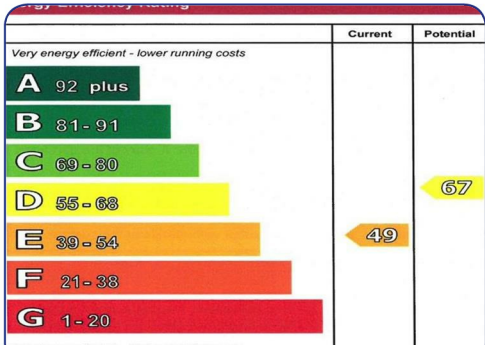 Current Potential
Very energy efficient - lower running costs
A 92 plus
B 81-91
C 69-80
D 55-68
67
E 39-54
49
F 21-38
G 1-20